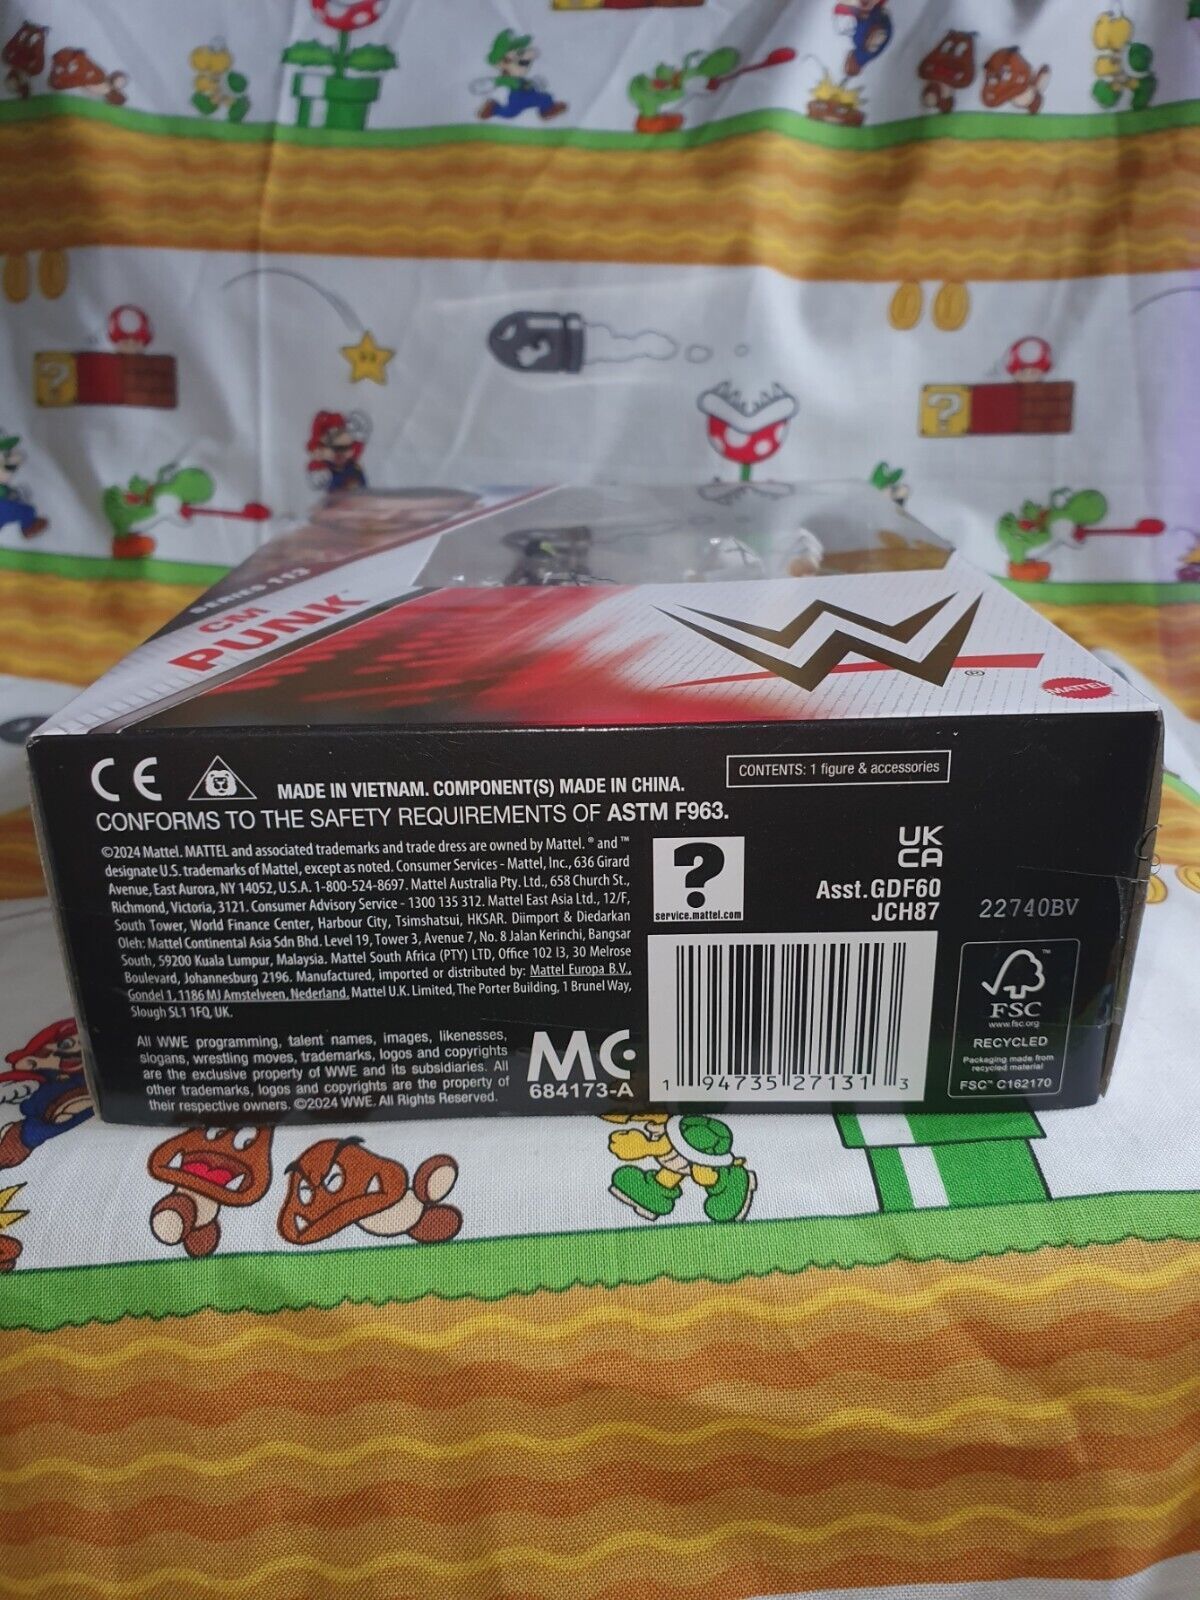 SERIES 113
CM
PUNK™
®
MATTEL
CE
MADE IN VIETNAM. COMPONENT(S) MADE IN CHINA.
CONFORMS TO THE SAFETY REQUIREMENTS OF ASTM F963.
CONTENTS: 1 figure & accessories
©2024 Mattel. MATTEL and associated trademarks and trade dress are owned by Mattel. ® and ™
designate U.S. trademarks of Mattel, except as noted. Consumer Services - Mattel, Inc., 636 Girard
Avenue, East Aurora, NY 14052, U.S.A. 1-800-524-8697. Mattel Australia Pty. Ltd., 658 Church St.,
Richmond, Victoria, 3121. Consumer Advisory Service - 1300 135 312. Mattel East Asia Ltd., 12/F,
South Tower, World Finance Center, Harbour City, Tsimshatsui, HKSAR. Diimport & Diedarkan
Oleh: Mattel Continental Asia Sdn Bhd. Level 19, Tower 3, Avenue 7, No. 8 Jalan Kerinchi, Bangsar
South, 59200 Kuala Lumpur, Malaysia. Mattel South Africa (PTY) LTD, Office 102 I3, 30 Melrose
Boulevard, Johannesburg 2196. Manufactured, imported or distributed by: Mattel Europa B.V.,
Gondel 1, 1186 MJ Amstelveen, Nederland. Mattel U.K. Limited, The Porter Building, 1 Brunel Way,
Slough SL1 1FQ, UK.
All WWE programming, talent names, images, likenesses,
slogans, wrestling moves, trademarks, logos and copyrights
are the exclusive property of WWE and its subsidiaries. All
other trademarks, logos and copyrights are the property of
their respective owners. ©2024 WWE. All Rights Reserved.
MC
684173-A
?
service.mattel.com
UK
CA
Asst.GDF60
JCH87
22740BV
1 94735 27131 3
FSC™
www.fsc.org
RECYCLED
Packaging made from
recycled material
FSC™ C162170